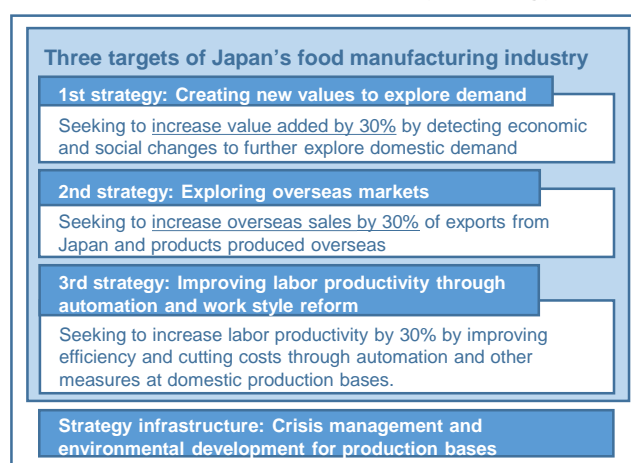 Three targets of Japan's food manufacturing industry
1st strategy: Creating new values to explore demand
Seeking to increase value added by 30% by detecting economic
and social changes to further explore domestic demand
2nd strategy: Exploring overseas markets
Seeking to increase overseas sales by 30% of exports from
Japan and products produced overseas
3rd strategy: Improving labor productivity through
automation and work style reform
Seeking to increase labor productivity by 30% by improving
efficiency and cutting costs through automation and other
measures at domestic production bases.
Strategy infrastructure: Crisis management and
environmental development for production bases